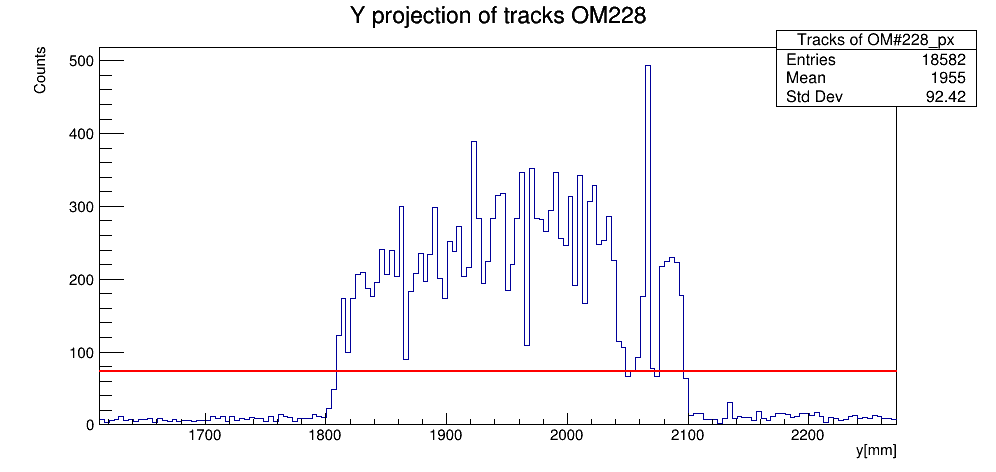 Y projection of tracks OM228
Tracks of OM#228_px
Entries 18582
Mean 1955
Std Dev 92.42
Counts
500
400
300
200
100
0
1700 1800 1900 2000 2100 2200
y[mm]